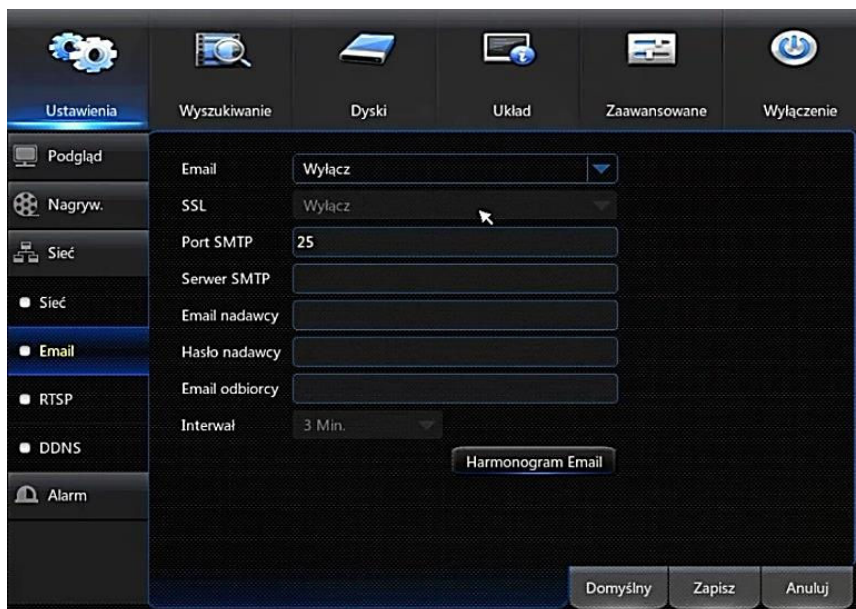 Ustawienia
Wyszukiwanie
Dyski
Układ
Zaawansowane
Wyłączenie
Podgląd
Nagryw.
Sieć
Sieć
Email
RTSP
DDNS
Alarm
Email Wyłącz
SSL Wyłącz
Port SMTP 25
Serwer SMTP
Email nadawcy
Hasło nadawcy
Email odbiorcy
Interwał 3 Min.
Harmonogram Email
Domyślny
Zapisz
Anuluj